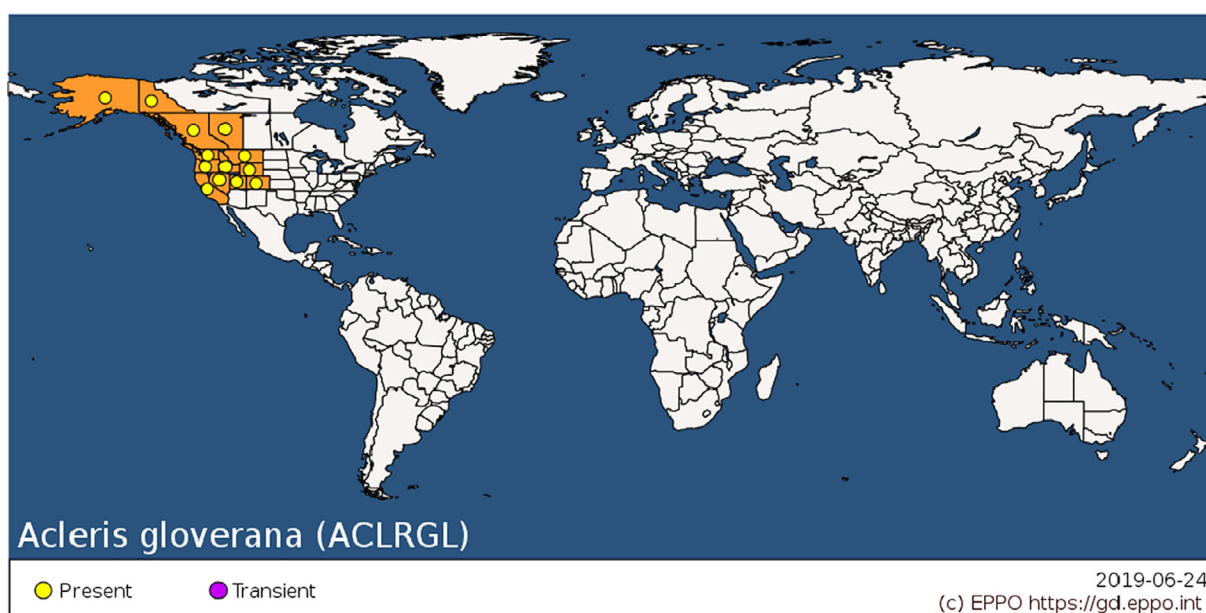 Acleris gloverana (ACLRGL)
Present
Transient
2019-06-24
(c) EPPO https://gd.eppo.int